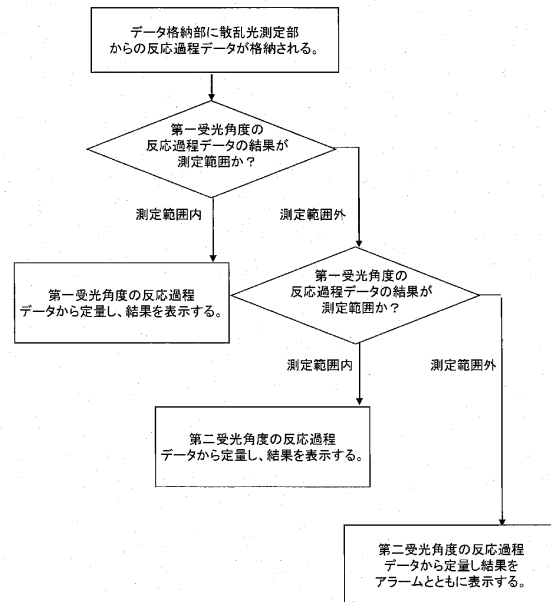 データ格納部に散乱光測定部
からの反応過程データが格納される。
第一受光角度の
反応過程データの結果が
測定範囲か？
測定範囲内
測定範囲外
第一受光角度の反応過程
データから定量し、結果を表示する。
第一受光角度の
反応過程データの結果が
測定範囲か？
測定範囲内
測定範囲外
第二受光角度の反応過程
データから定量し、結果を表示する。
第二受光角度の反応過程
データから定量し結果を
アラームとともに表示する。